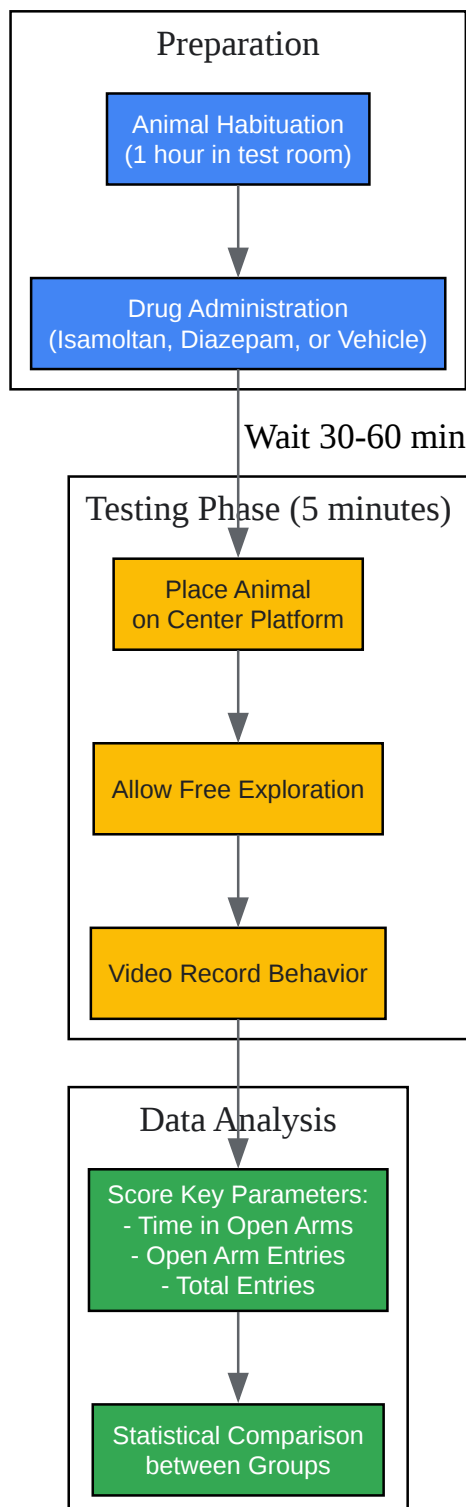 Preparation
Animal Habituation
(1 hour in test room)
Drug Administration
(Isamoltan, Diazepam, or Vehicle)
Wait 30-60 min
Testing Phase (5 minutes)
Place Animal
on Center Platform
Allow Free Exploration
Video Record Behavior
Data Analysis
Score Key Parameters:
- Time in Open Arms
- Open Arm Entries
- Total Entries
Statistical Comparison
between Groups